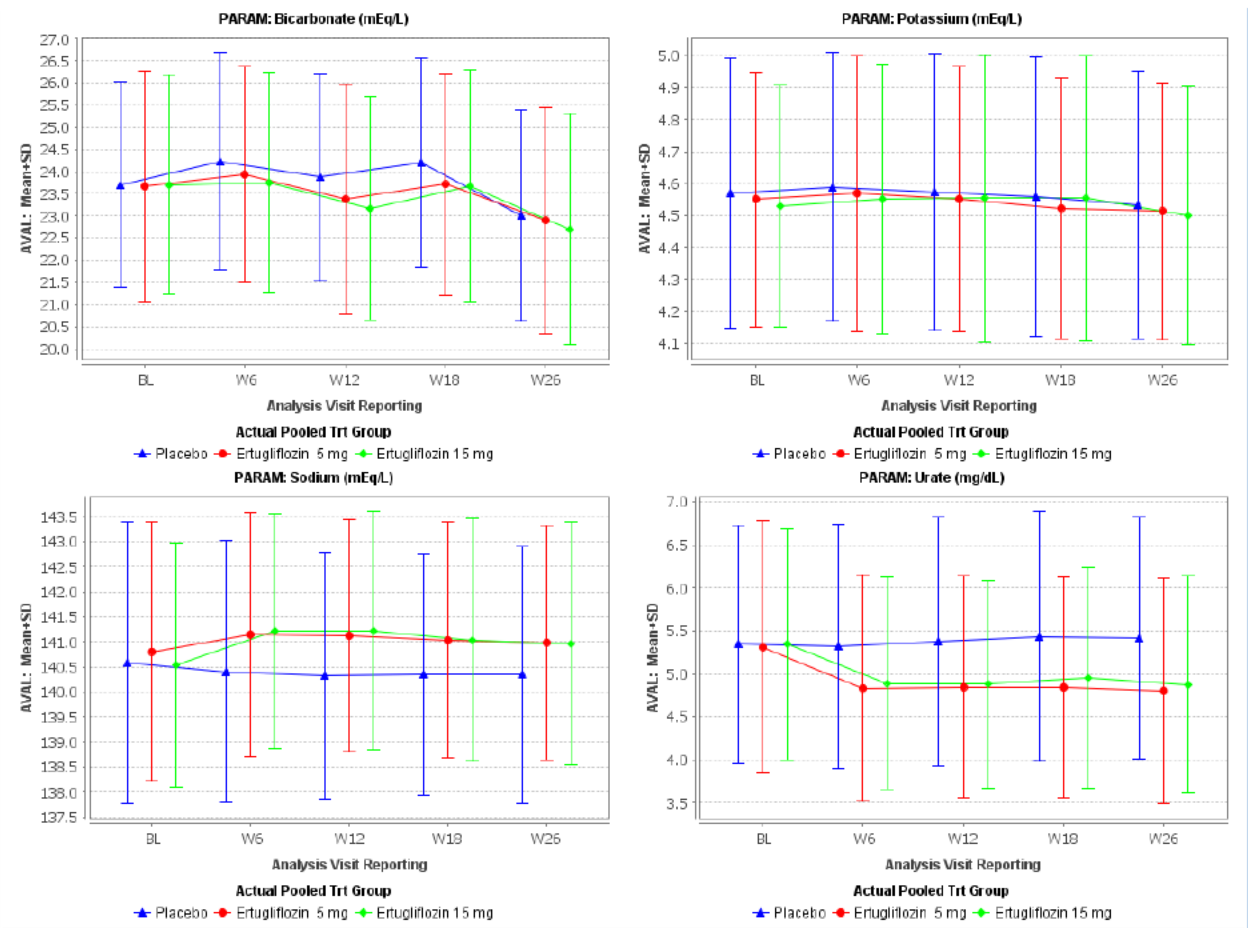 PARAM: Bicarbonate (mEq/L)
27.0
26.5
26.0
25.5
25.0
24.5
24.0
23.5
23.0
22.5
22.0
21.5
21.0
20.5
20.0
AVAL: Mean+SD
BL W6 W12 W18 W26
Analysis Visit Reporting
Actual Pooled Trt Group
Placebo Ertugliflozin 5 mg Ertugliflozin 15 mg
PARAM: Potassium (mEq/L)
5.0
4.9
4.8
4.7
4.6
4.5
4.4
4.3
4.2
4.1
AVAL: Mean+SD
BL W6 W12 W18 W26
Analysis Visit Reporting
Actual Pooled Trt Group
Placebo Ertugliflozin 5 mg Ertugliflozin 15 mg
PARAM: Sodium (mEq/L)
143.5
143.0
142.5
142.0
141.5
141.0
140.5
140.0
139.5
139.0
138.5
138.0
137.5
AVAL: Mean+SD
BL W6 W12 W18 W26
Analysis Visit Reporting
Actual Pooled Trt Group
Placebo Ertugliflozin 5 mg Ertugliflozin 15 mg
PARAM: Urate (mg/dL)
7.0
6.5
6.0
5.5
5.0
4.5
4.0
3.5
AVAL: Mean+SD
BL W6 W12 W18 W26
Analysis Visit Reporting
Actual Pooled Trt Group
Placebo Ertugliflozin 5 mg Ertugliflozin 15 mg